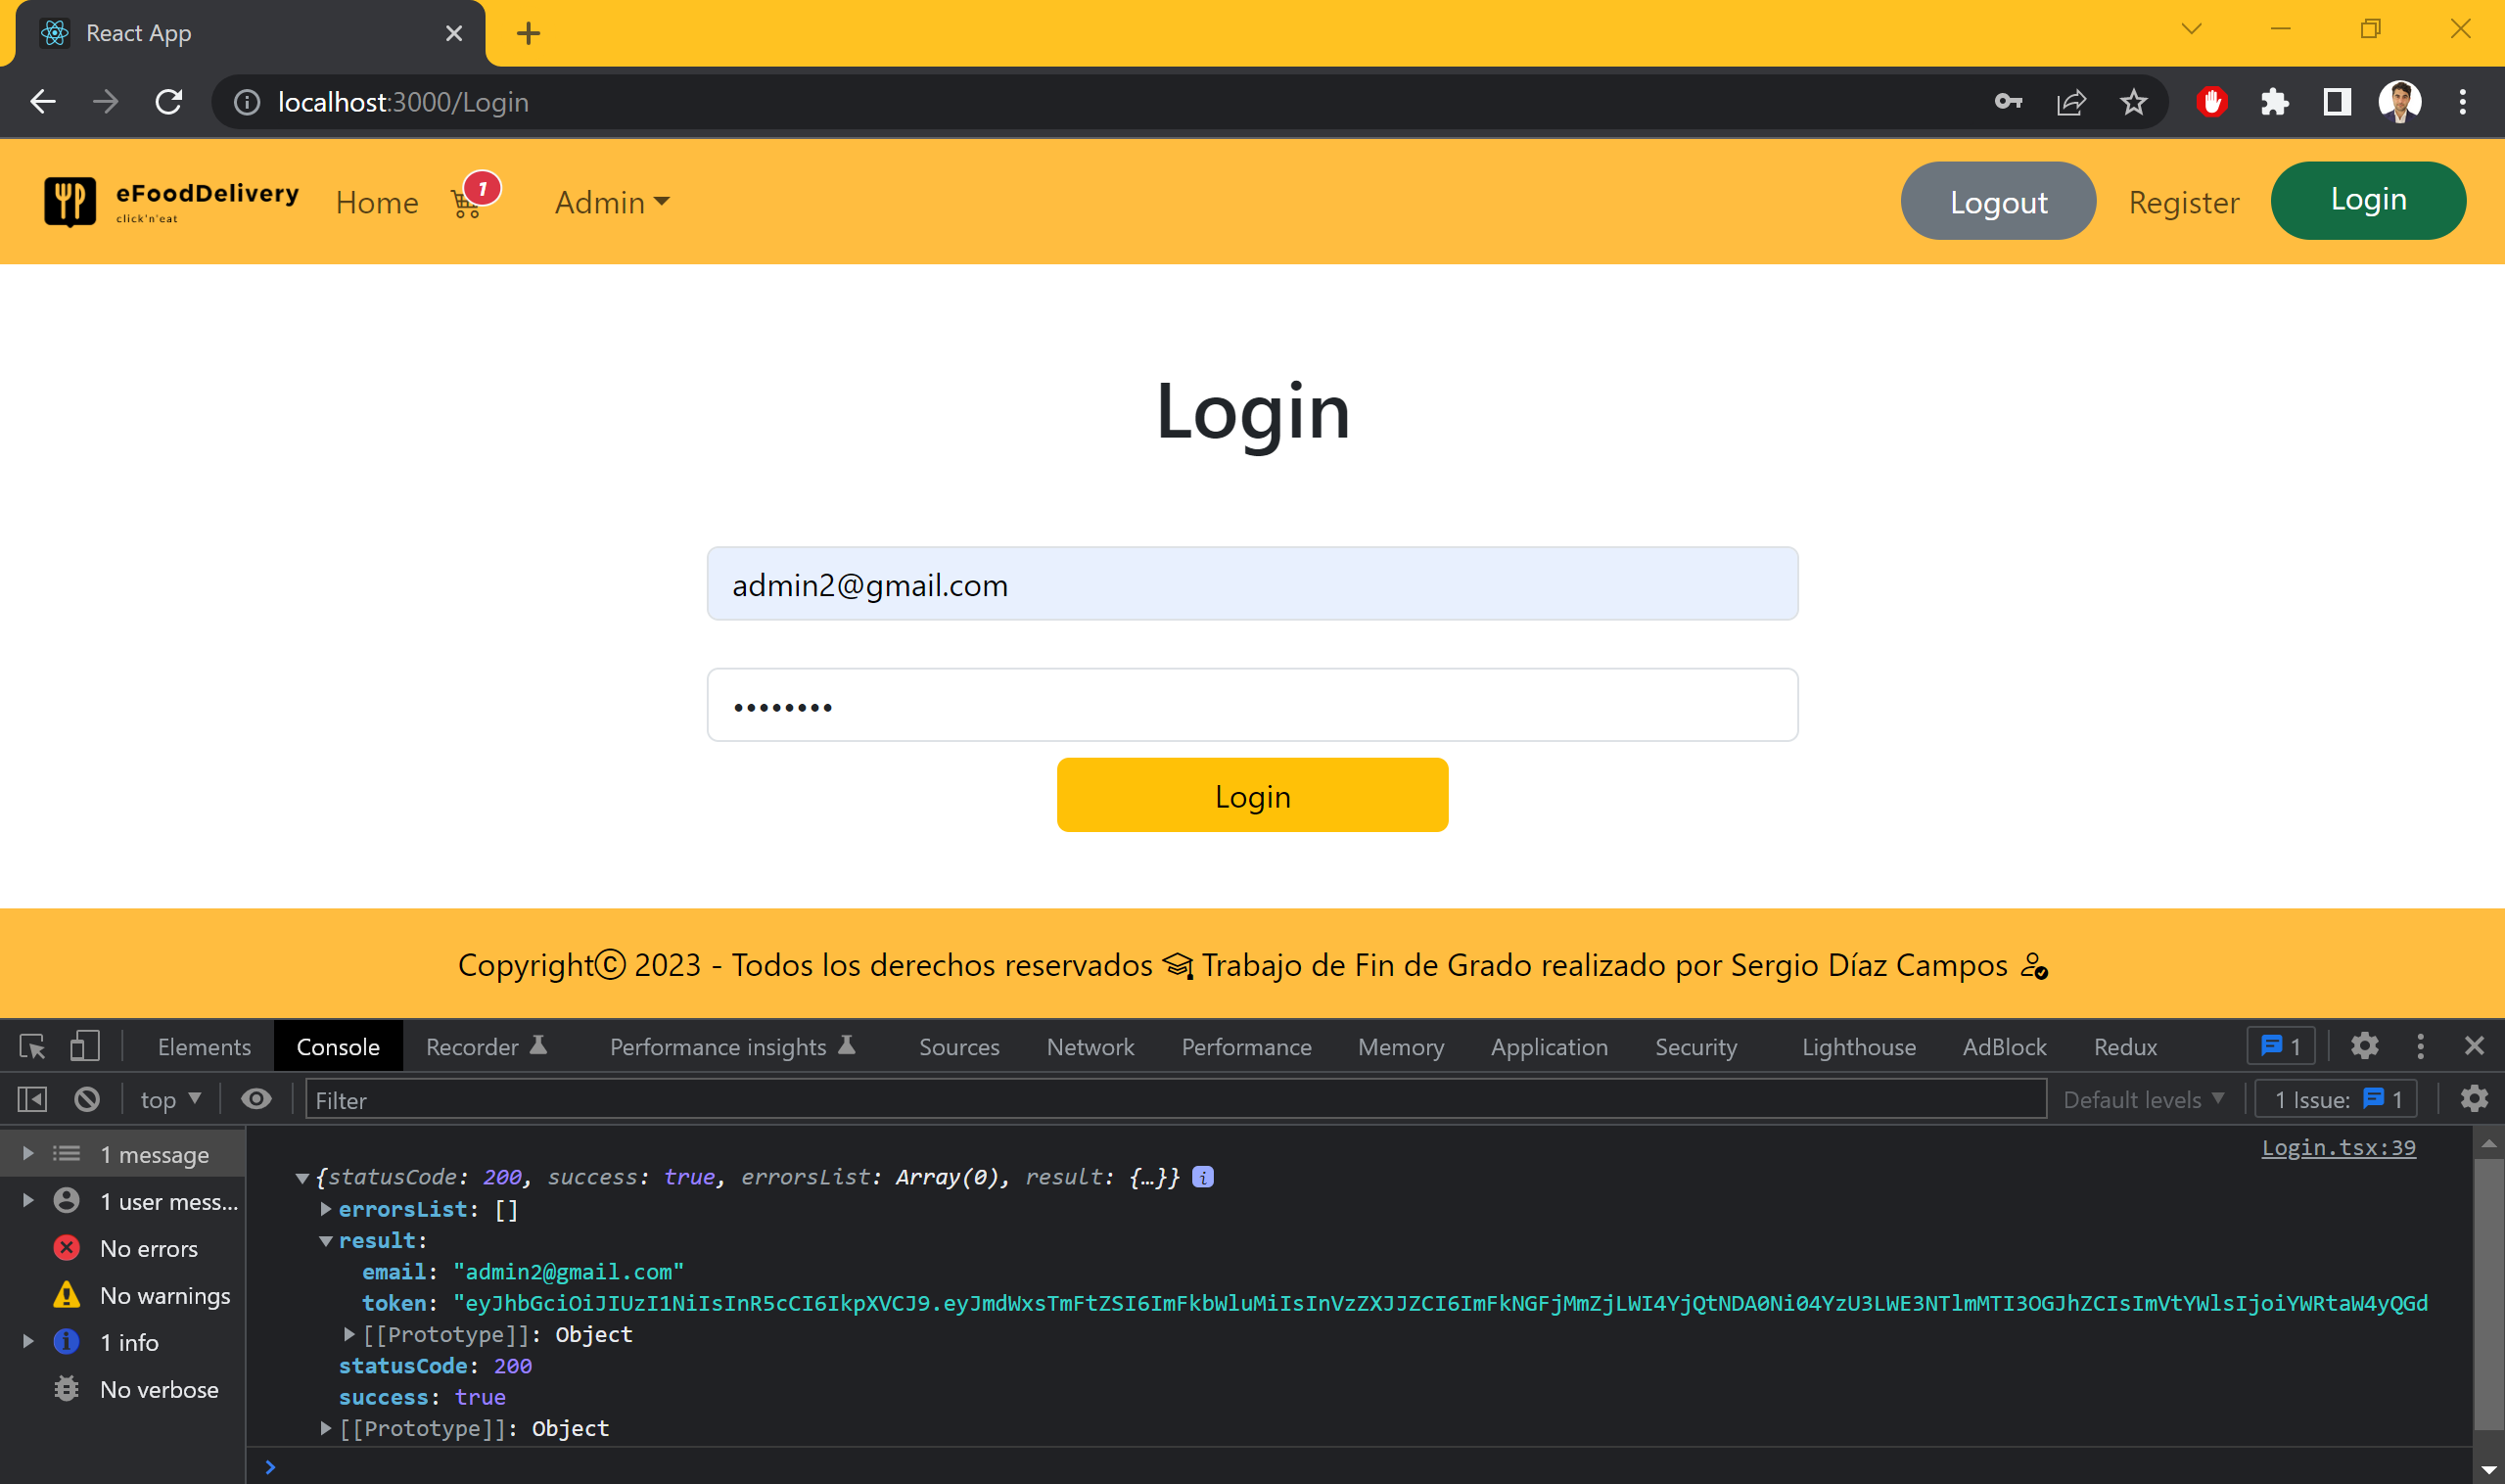 React App
localhost:3000/Login
eFoodDelivery
click'n'eat
Home
1
Admin
Logout
Register
Login
Login
admin2@gmail.com
••••••••
Login
Copyright© 2023 - Todos los derechos reservados Trabajo de Fin de Grado realizado por Sergio Díaz Campos
Elements Console Recorder Performance insights Sources Network Performance Memory Application Security Lighthouse AdBlock Redux 1
top Filter Default levels 1 Issue: 1
1 message
1 user mess...
No errors
No warnings
1 info
No verbose
Login.tsx:39
{statusCode: 200, success: true, errorsList: Array(0), result: {…}}
errorsList: []
result:
email: "admin2@gmail.com"
token: "eyJhbGciOiJIUzI1NiIsInR5cCI6IkpXVCJ9.eyJmdWxsTmFtZSI6ImFkbWluMiIsInVzZXJJZCI6ImFkNGFjMmZjLWI4YjQtNDA0Ni04YzU3LWE3NTlmMTI3OGJhZCIsImVtYWlsIjoiYWRtaW4yQGd
[[Prototype]]: Object
statusCode: 200
success: true
[[Prototype]]: Object